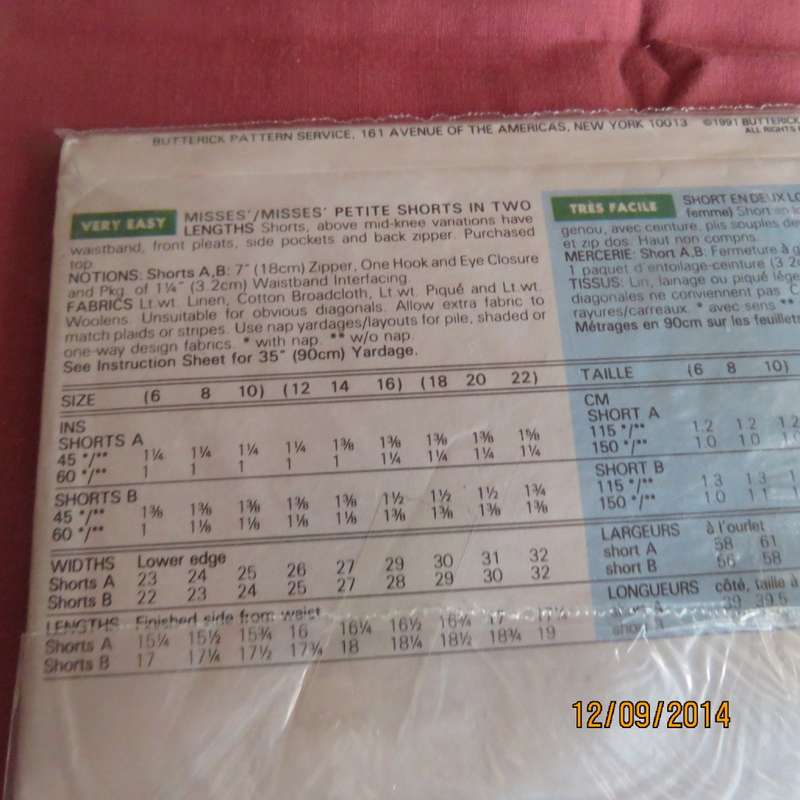 BUTTERICK PATTERN SERVICE, 161 AVENUE OF THE AMERICAS, NEW YORK 10013 ©1991 BUTTERICK
ALL RIGHTS
VERY EASY MISSES'/MISSES' PETITE SHORTS IN TWO
LENGTHS Shorts, above mid-knee variations have
waistband, front pleats, side pockets and back zipper. Purchased
top.
NOTIONS: Shorts A,B: 7" (18cm) Zipper, One Hook and Eye Closure
and Pkg. of 1¼" (3.2cm) Waistband Interfacing.
FABRICS Lt.wt. Linen, Cotton Broadcloth, Lt.wt. Piqué and Lt.wt.
Woolens. Unsuitable for obvious diagonals. Allow extra fabric to
match plaids or stripes. Use nap yardages/layouts for pile, shaded or
one-way design fabrics. * with nap. ** w/o nap.
See Instruction Sheet for 35" (90cm) Yardage.
SIZE (6 8 10) (12 14 16) (18 20 22)
INS
SHORTS A
45 */** 1¼ 1¼ 1¼ 1¼ 1⅜ 1⅜ 1⅜ 1⅜ 1⅝
60 */** 1 1 1 1 1 1¼ 1¼ 1¼ 1¼
SHORTS B
45 */** 1⅜ 1⅜ 1⅜ 1⅜ 1⅜ 1½ 1½ 1½ 1¾
60 */** 1 1⅛ 1⅛ 1⅛ 1⅛ 1⅜ 1⅜ 1⅜ 1⅜
WIDTHS Lower edge
Shorts A 23 24 25 26 27 29 30 31 32
Shorts B 22 23 24 25 27 28 29 30 32
LENGTHS Finished side from waist
Shorts A 15¼ 15½ 15¾ 16 16¼ 16½ 16¾ 17 17¼
Shorts B 17 17¼ 17½ 17¾ 18 18¼ 18½ 18¾ 19
TRÈS FACILE SHORT EN DEUX
femme) Short en
genou, avec ceinture, plis souples
et zip dos. Haut non compris.
MERCERIE: Short A,B: Fermeture à
1 paquet d'entoilage-ceinture
TISSUS: Lin, lainage ou piqué
diagonales ne conviennent pas.
rayures/carreaux. * avec sens **
Métrages en 90cm sur les
TAILLE (6 8 10)
CM
SHORT A
115 */** 1.2 1.2
150 */** 1.0 1.0
SHORT B
115 */** 1.3 1.3
150 */** 1.0 1.1
LARGEURS à l'ourlet
short A 58 61
short B 56 58
LONGUEURS côté, taille à
short A 39 39.5
short B
12/09/2014